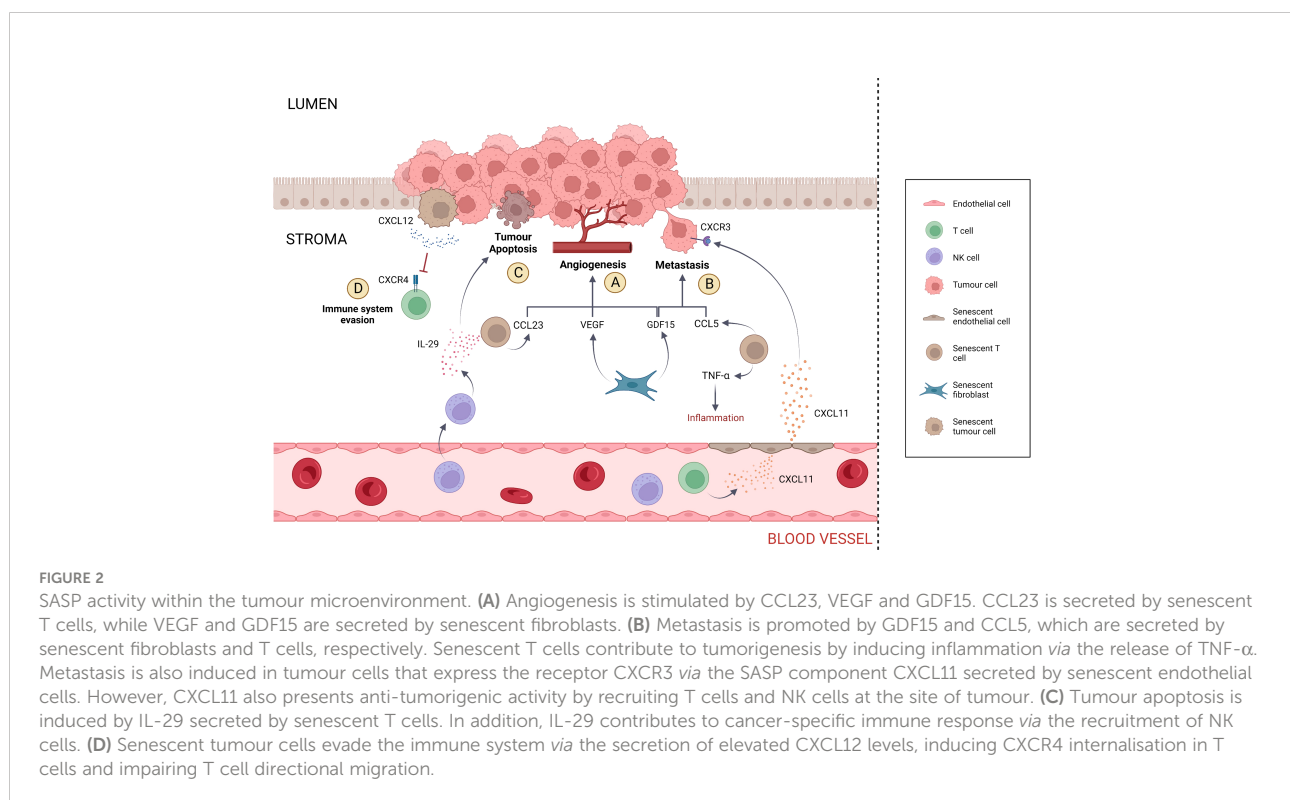 LUMEN
CXCL12
STROMA
CXCR3
Tumour
Apoptosis
C
Angiogenesis
A
Metastasis
B
CXCR4
D
Immune system
evasion
IL-29
CCL23
VEGF
GDF15
CCL5
TNF-α
Inflammation
CXCL11
CXCL11
BLOOD VESSEL
Endothelial cell
T cell
NK cell
Tumour cell
Senescent
endothelial cell
Senescent T
cell
Senescent
fibroblast
Senescent
tumour cell
FIGURE 2
SASP activity within the tumour microenvironment. (A) Angiogenesis is stimulated by CCL23, VEGF and GDF15. CCL23 is secreted by senescent
T cells, while VEGF and GDF15 are secreted by senescent fibroblasts. (B) Metastasis is promoted by GDF15 and CCL5, which are secreted by
senescent fibroblasts and T cells, respectively. Senescent T cells contribute to tumorigenesis by inducing inflammation via the release of TNF-α.
Metastasis is also induced in tumour cells that express the receptor CXCR3 via the SASP component CXCL11 secreted by senescent endothelial
cells. However, CXCL11 also presents anti-tumorigenic activity by recruiting T cells and NK cells at the site of tumour. (C) Tumour apoptosis is
induced by IL-29 secreted by senescent T cells. In addition, IL-29 contributes to cancer-specific immune response via the recruitment of NK
cells. (D) Senescent tumour cells evade the immune system via the secretion of elevated CXCL12 levels, inducing CXCR4 internalisation in T
cells and impairing T cell directional migration.